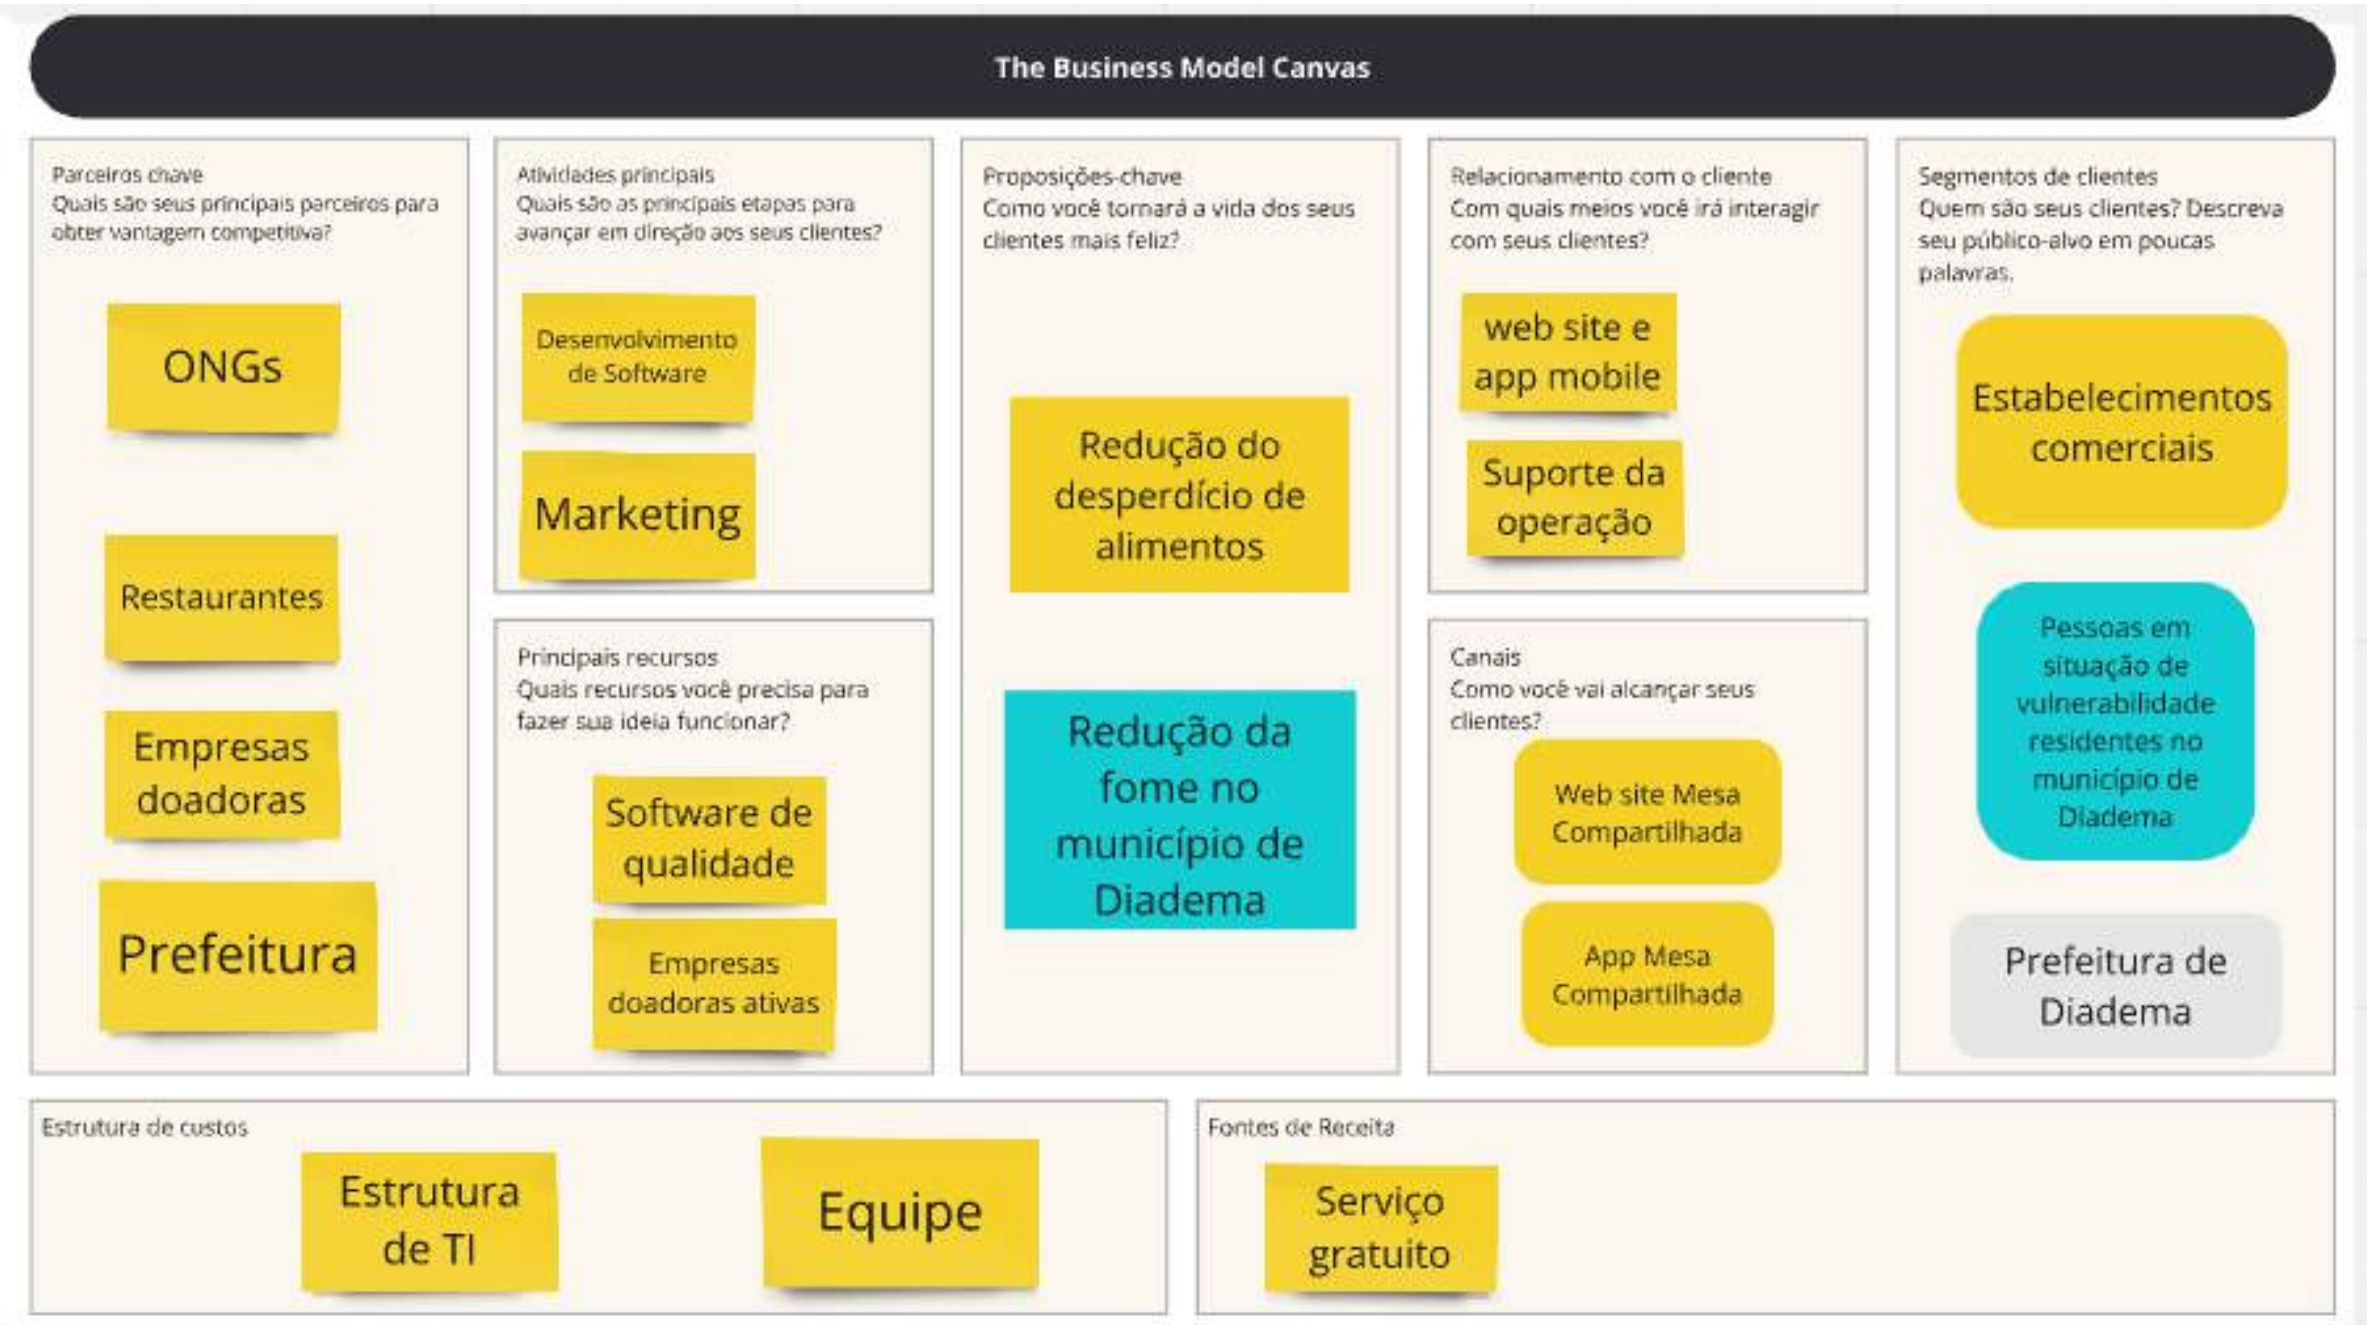 The Business Model Canvas
Parceiros chave
Quais são seus principais parceiros para
obter vantagem competitiva?
ONGs
Restaurantes
Empresas
doadoras
Prefeitura
Atividades principais
Quais são as principais etapas para
avançar em direção aos seus clientes?
Desenvolvimento
de Software
Marketing
Principais recursos
Quais recursos você precisa para
fazer sua ideia funcionar?
Software de
qualidade
Empresas
doadoras ativas
Proposições-chave
Como você tornará a vida dos seus
clientes mais feliz?
Redução do
desperdício de
alimentos
Redução da
fome no
município de
Diadema
Relacionamento com o cliente
Com quais meios você irá interagir
com seus clientes?
web site e
app mobile
Suporte da
operação
Canais
Como você vai alcançar seus
clientes?
Web site Mesa
Compartilhada
App Mesa
Compartilhada
Segmentos de clientes
Quem são seus clientes? Descreva
seu público-alvo em poucas
palavras.
Estabelecimentos
comerciais
Pessoas em
situação de
vulnerabilidade
residentes no
município de
Diadema
Prefeitura de
Diadema
Estrutura de custos
Estrutura
de TI
Equipe
Fontes de Receita
Serviço
gratuito